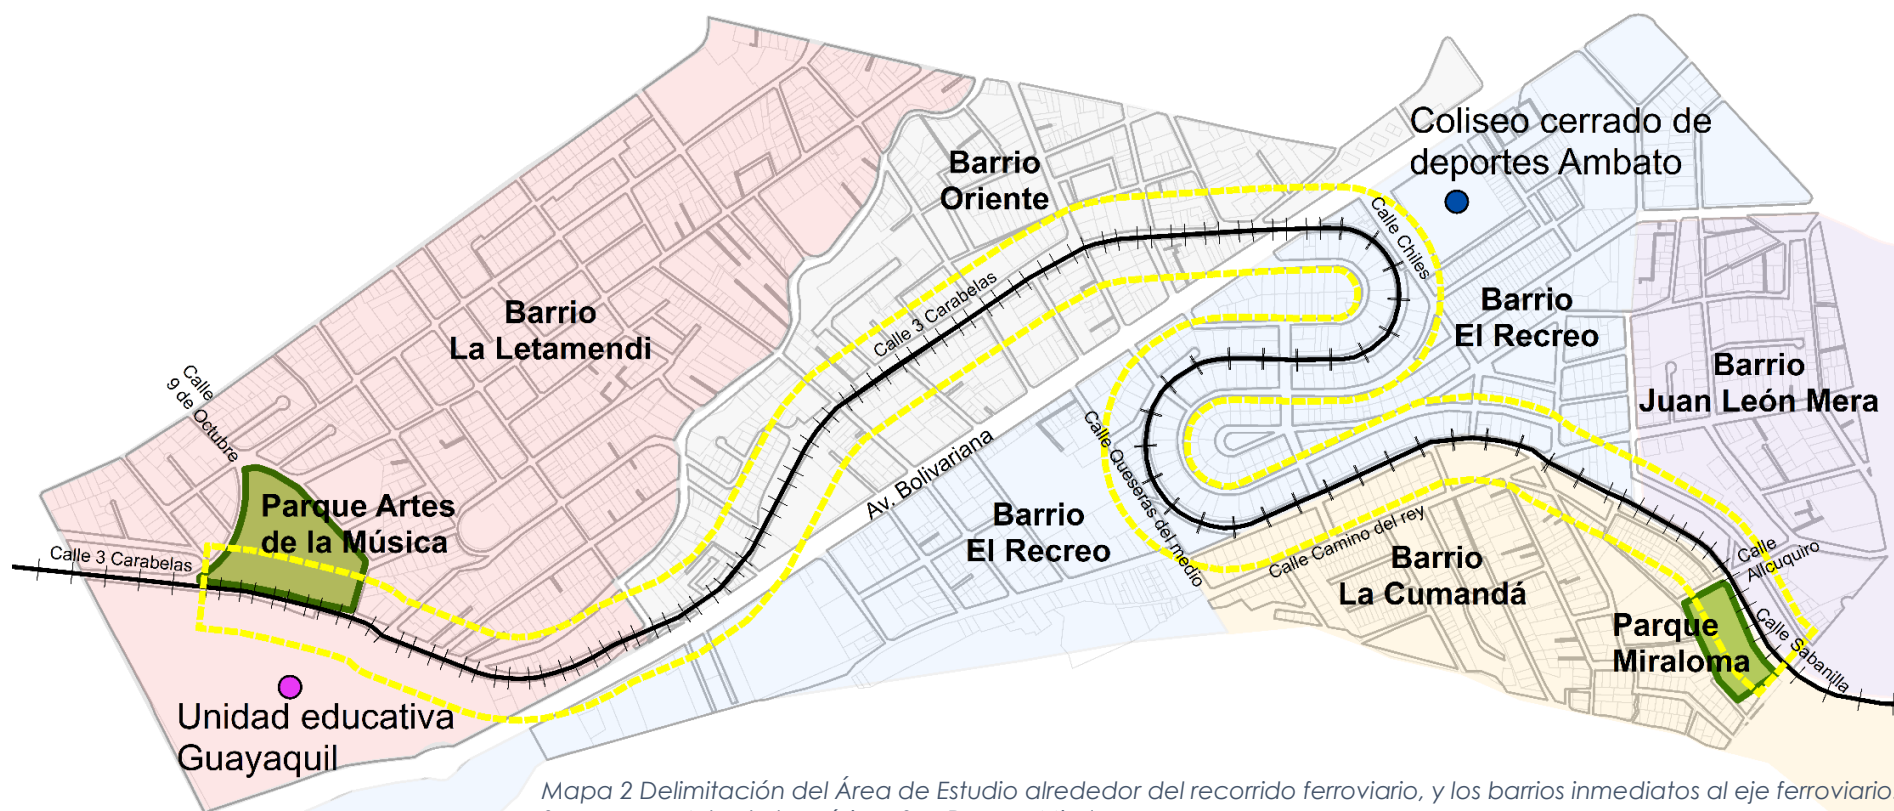 Coliseo cerrado de
deportes Ambato
Barrio
Oriente
Calle Chiles
Barrio
El Recreo
Calle 3 Carabelas
Barrio
La Letamendi
Barrio
Juan León Mera
Calle
9 de Octubre
Calle Queseras del medio
Av. Bolivariana
Parque Artes
de la Música
Barrio
El Recreo
Calle Camino del rey
Calle 3 Carabelas
Barrio
La Cumandá
Calle
Allcuquiro
Parque
Miraloma
Calle Sabanilla
Unidad educativa
Guayaquil
Mapa 2 Delimitación del Área de Estudio alrededor del recorrido ferroviario, y los barrios inmediatos al eje ferroviario